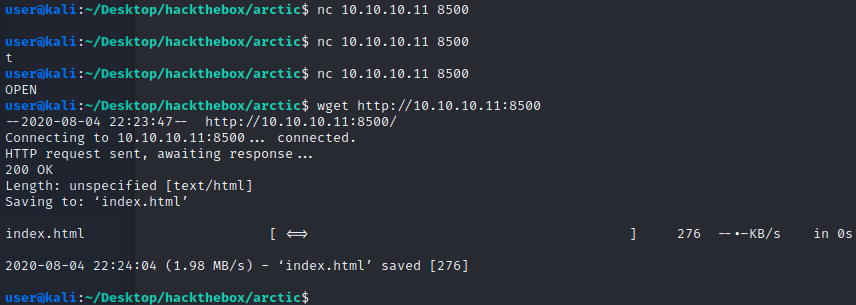 user@kali:~/Desktop/hackthebox/arctic$ nc 10.10.10.11 8500
user@kali:~/Desktop/hackthebox/arctic$ nc 10.10.10.11 8500
t
user@kali:~/Desktop/hackthebox/arctic$ nc 10.10.10.11 8500
OPEN
user@kali:~/Desktop/hackthebox/arctic$ wget http://10.10.10.11:8500
--2020-08-04 22:23:47--  http://10.10.10.11:8500/
Connecting to 10.10.10.11:8500... connected.
HTTP request sent, awaiting response...
200 OK
Length: unspecified [text/html]
Saving to: ‘index.html’
index.html                       [ <=>                                        ]     276  --.-KB/s    in 0s
2020-08-04 22:24:04 (1.98 MB/s) - ‘index.html’ saved [276]
user@kali:~/Desktop/hackthebox/arctic$